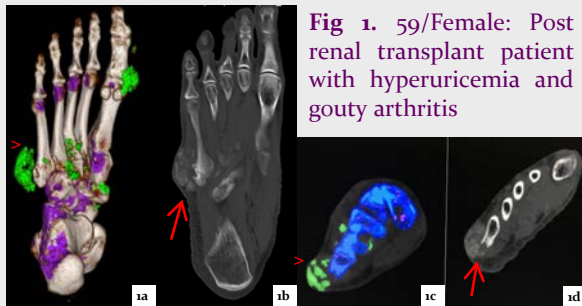 Fig 1. 59/Female: Post
renal transplant patient
with hyperuricemia and
gouty arthritis
>
>
1a
1b
1c
1d